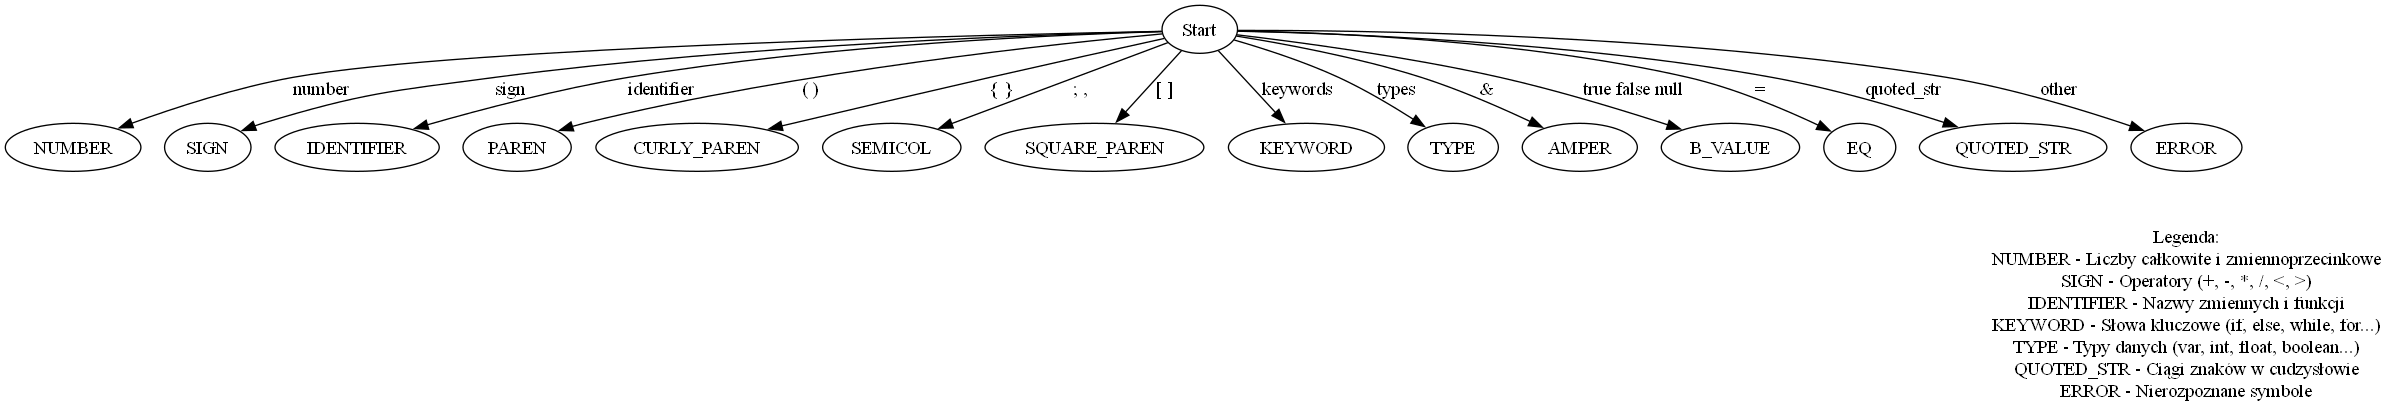 Start
number
sign
identifier
( )
{ }
; ,
[ ]
keywords
types
&
true false null
=
quoted_str
other
NUMBER
SIGN
IDENTIFIER
PAREN
CURLY_PAREN
SEMICOL
SQUARE_PAREN
KEYWORD
TYPE
AMPER
B_VALUE
EQ
QUOTED_STR
ERROR
Legenda:
NUMBER - Liczby całkowite i zmiennoprzecinkowe
SIGN - Operatory (+, -, *, /, <, >)
IDENTIFIER - Nazwy zmiennych i funkcji
KEYWORD - Słowa kluczowe (if, else, while, for...)
TYPE - Typy danych (var, int, float, boolean...)
QUOTED_STR - Ciągi znaków w cudzysłowie
ERROR - Nierozpoznane symbole